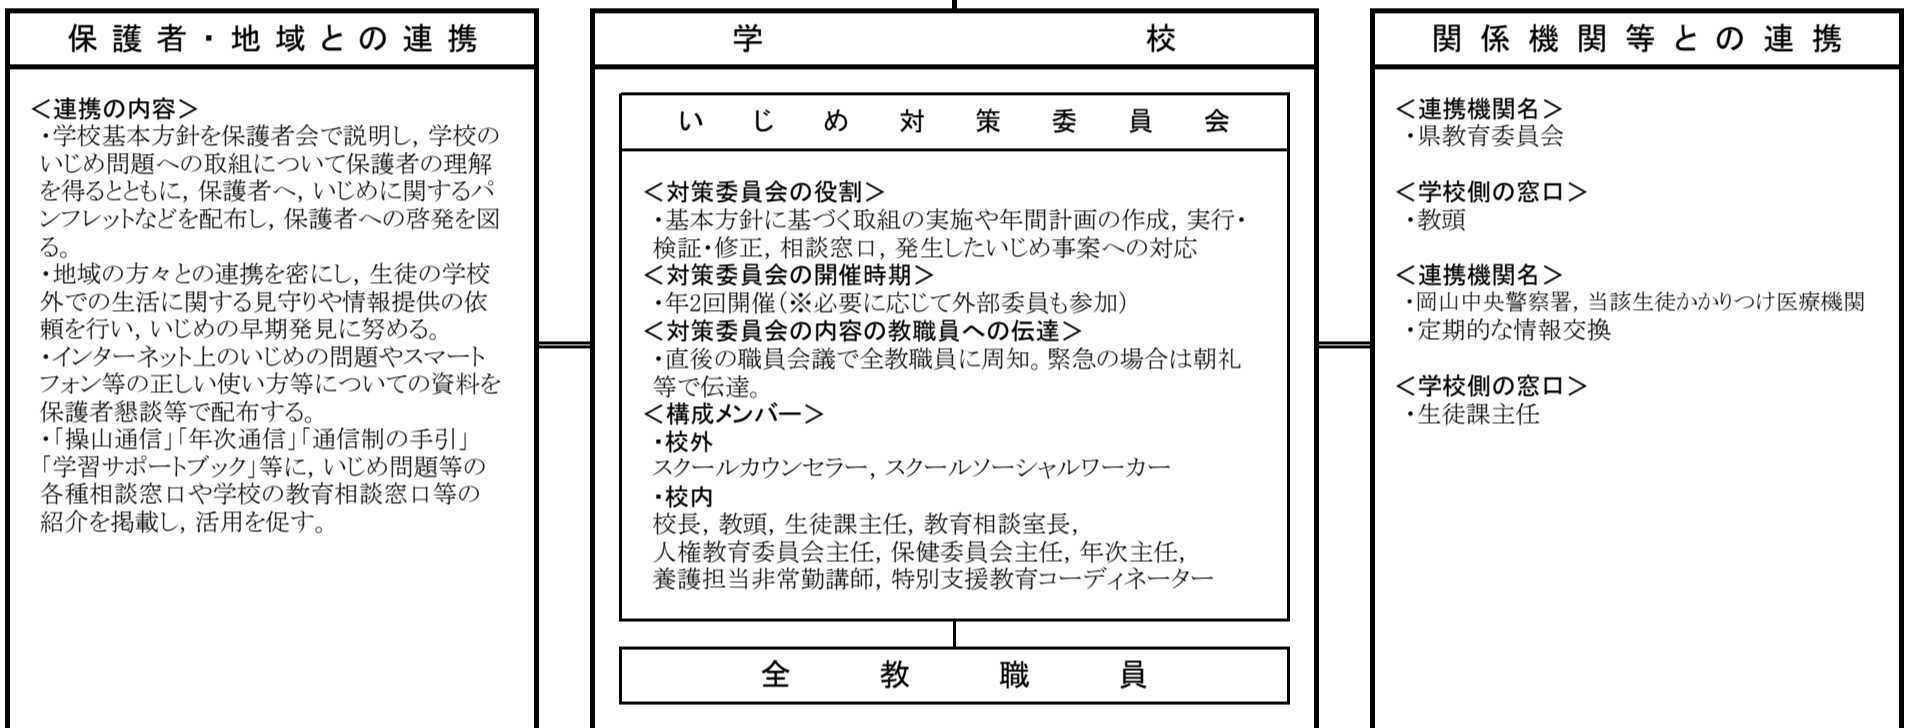 保護者・地域との連携
＜連携の内容＞
・学校基本方針を保護者会で説明し，学校の
いじめ問題への取組について保護者の理解
を得るとともに，保護者へ，いじめに関するパ
ンフレットなどを配布し，保護者への啓発を図
る。
・地域の方々との連携を密にし，生徒の学校
外での生活に関する見守りや情報提供の依
頼を行い，いじめの早期発見に努める。
・インターネット上のいじめの問題やスマート
フォン等の正しい使い方等についての資料を
保護者懇談等で配布する。
・「操山通信」「年次通信」「通信制の手引」
「学習サポートブック」等に，いじめ問題等の
各種相談窓口や学校の教育相談窓口等の
紹介を掲載し，活用を促す。
学校
いじめ対策委員会
＜対策委員会の役割＞
・基本方針に基づく取組の実施や年間計画の作成，実行・
検証・修正，相談窓口，発生したいじめ事案への対応
＜対策委員会の開催時期＞
・年2回開催（※必要に応じて外部委員も参加）
＜対策委員会の内容の教職員への伝達＞
・直後の職員会議で全教職員に周知。緊急の場合は朝礼
等で伝達。
＜構成メンバー＞
・校外
スクールカウンセラー，スクールソーシャルワーカー
・校内
校長，教頭，生徒課主任，教育相談室長，
人権教育委員会主任，保健委員会主任，年次主任，
養護担当非常勤講師，特別支援教育コーディネーター
全教職員
関係機関等との連携
＜連携機関名＞
・県教育委員会
＜学校側の窓口＞
・教頭
＜連携機関名＞
・岡山中央警察署，当該生徒かかりつけ医療機関
・定期的な情報交換
＜学校側の窓口＞
・生徒課主任